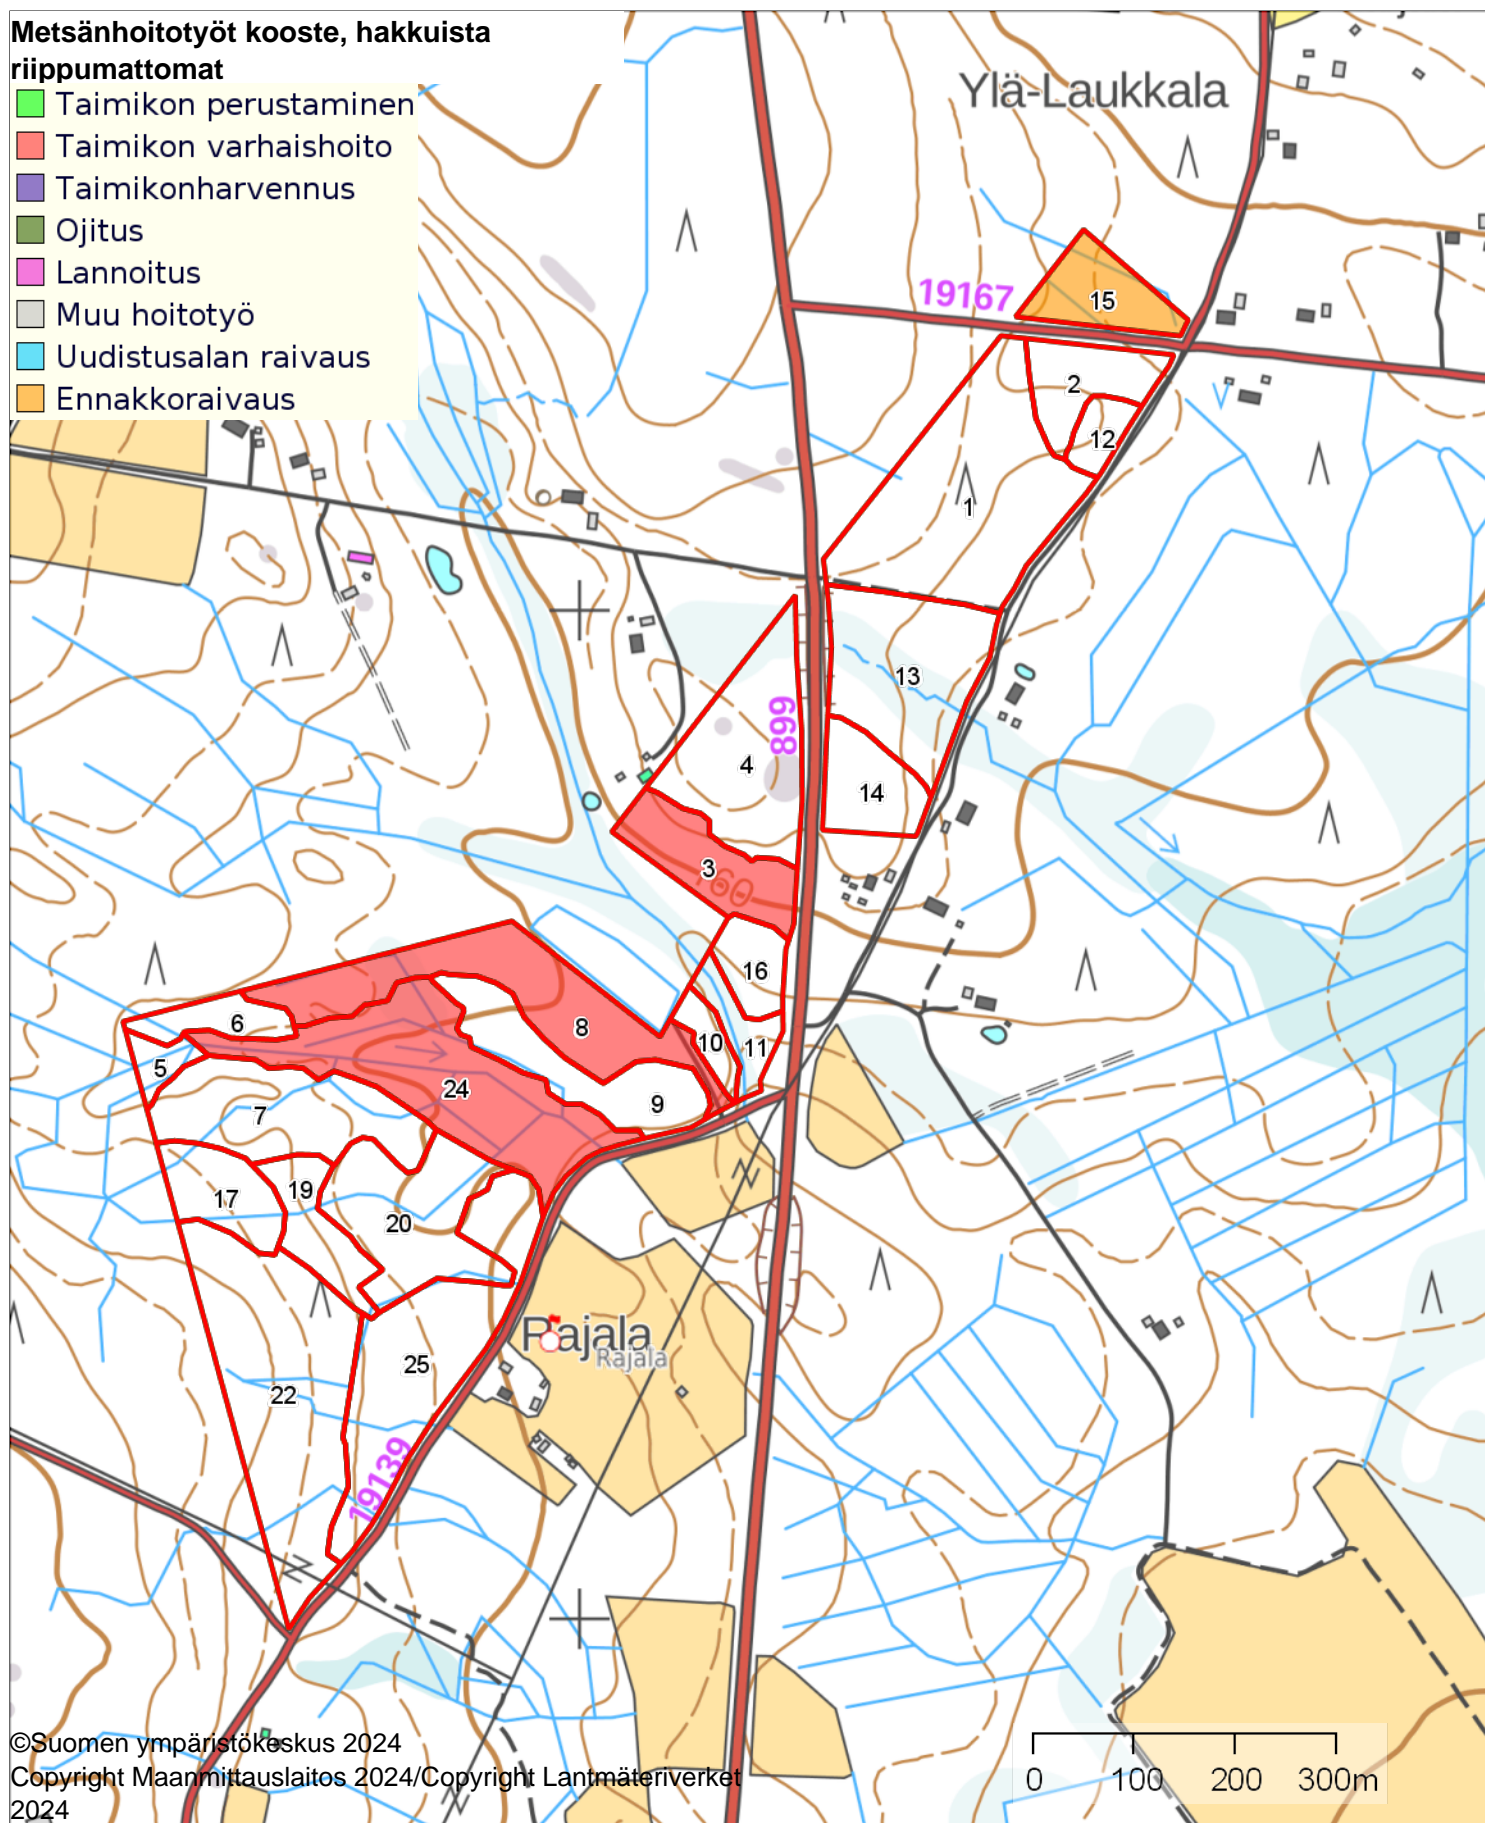 Metsänhoitotyöt kooste, hakkuista
riippumattomat
Taimikon perustaminen
Taimikon varhaishoito
Taimikonharvennus
Ojitus
Lannoitus
Muu hoitotyö
Uudistusalan raivaus
Ennakkoraivaus
Ylä-Laukkala
19167
15
2
12
1
13
899
4
14
3
160
16
6
8
10
11
5
24
9
7
17
19
20
Rajala
Rajala
25
22
19139
©Suomen ympäristökeskus 2024
Copyright Maanmittauslaitos 2024/Copyright Lantmäteriverket
2024
0 100 200 300m